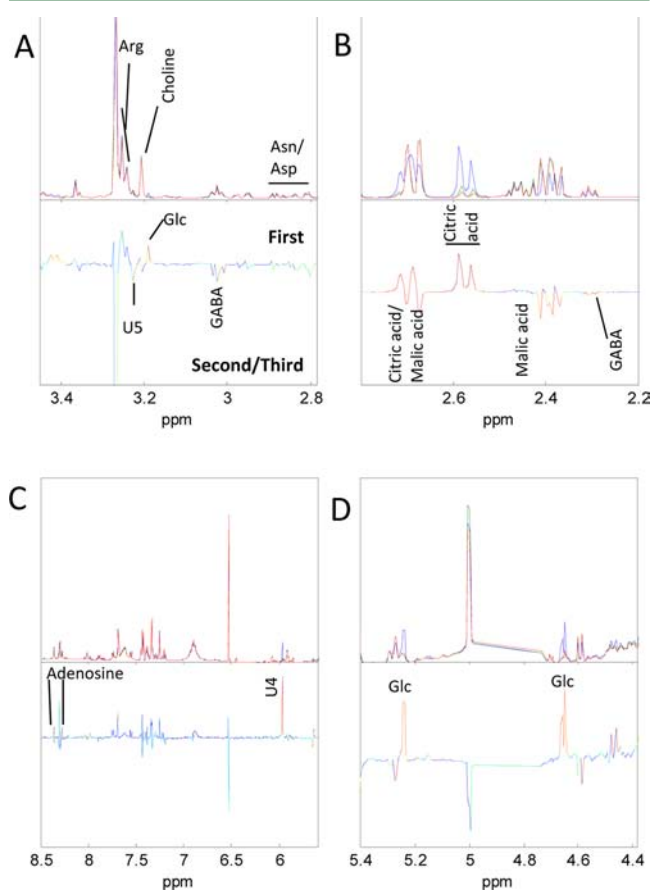 A
Arg
Choline
Asn/
Asp
Glc
First
U5
GABA
Second/Third
3.4 3.2 3 2.8
ppm
B
Citric
acid
Citric acid/
Malic acid
Malic acid
GABA
2.6 2.4 2.2
ppm
C
Adenosine
U4
8.5 8 7.5 7 6.5 6
ppm
D
Glc
Glc
5.4 5.2 5 4.8 4.6 4.4
ppm